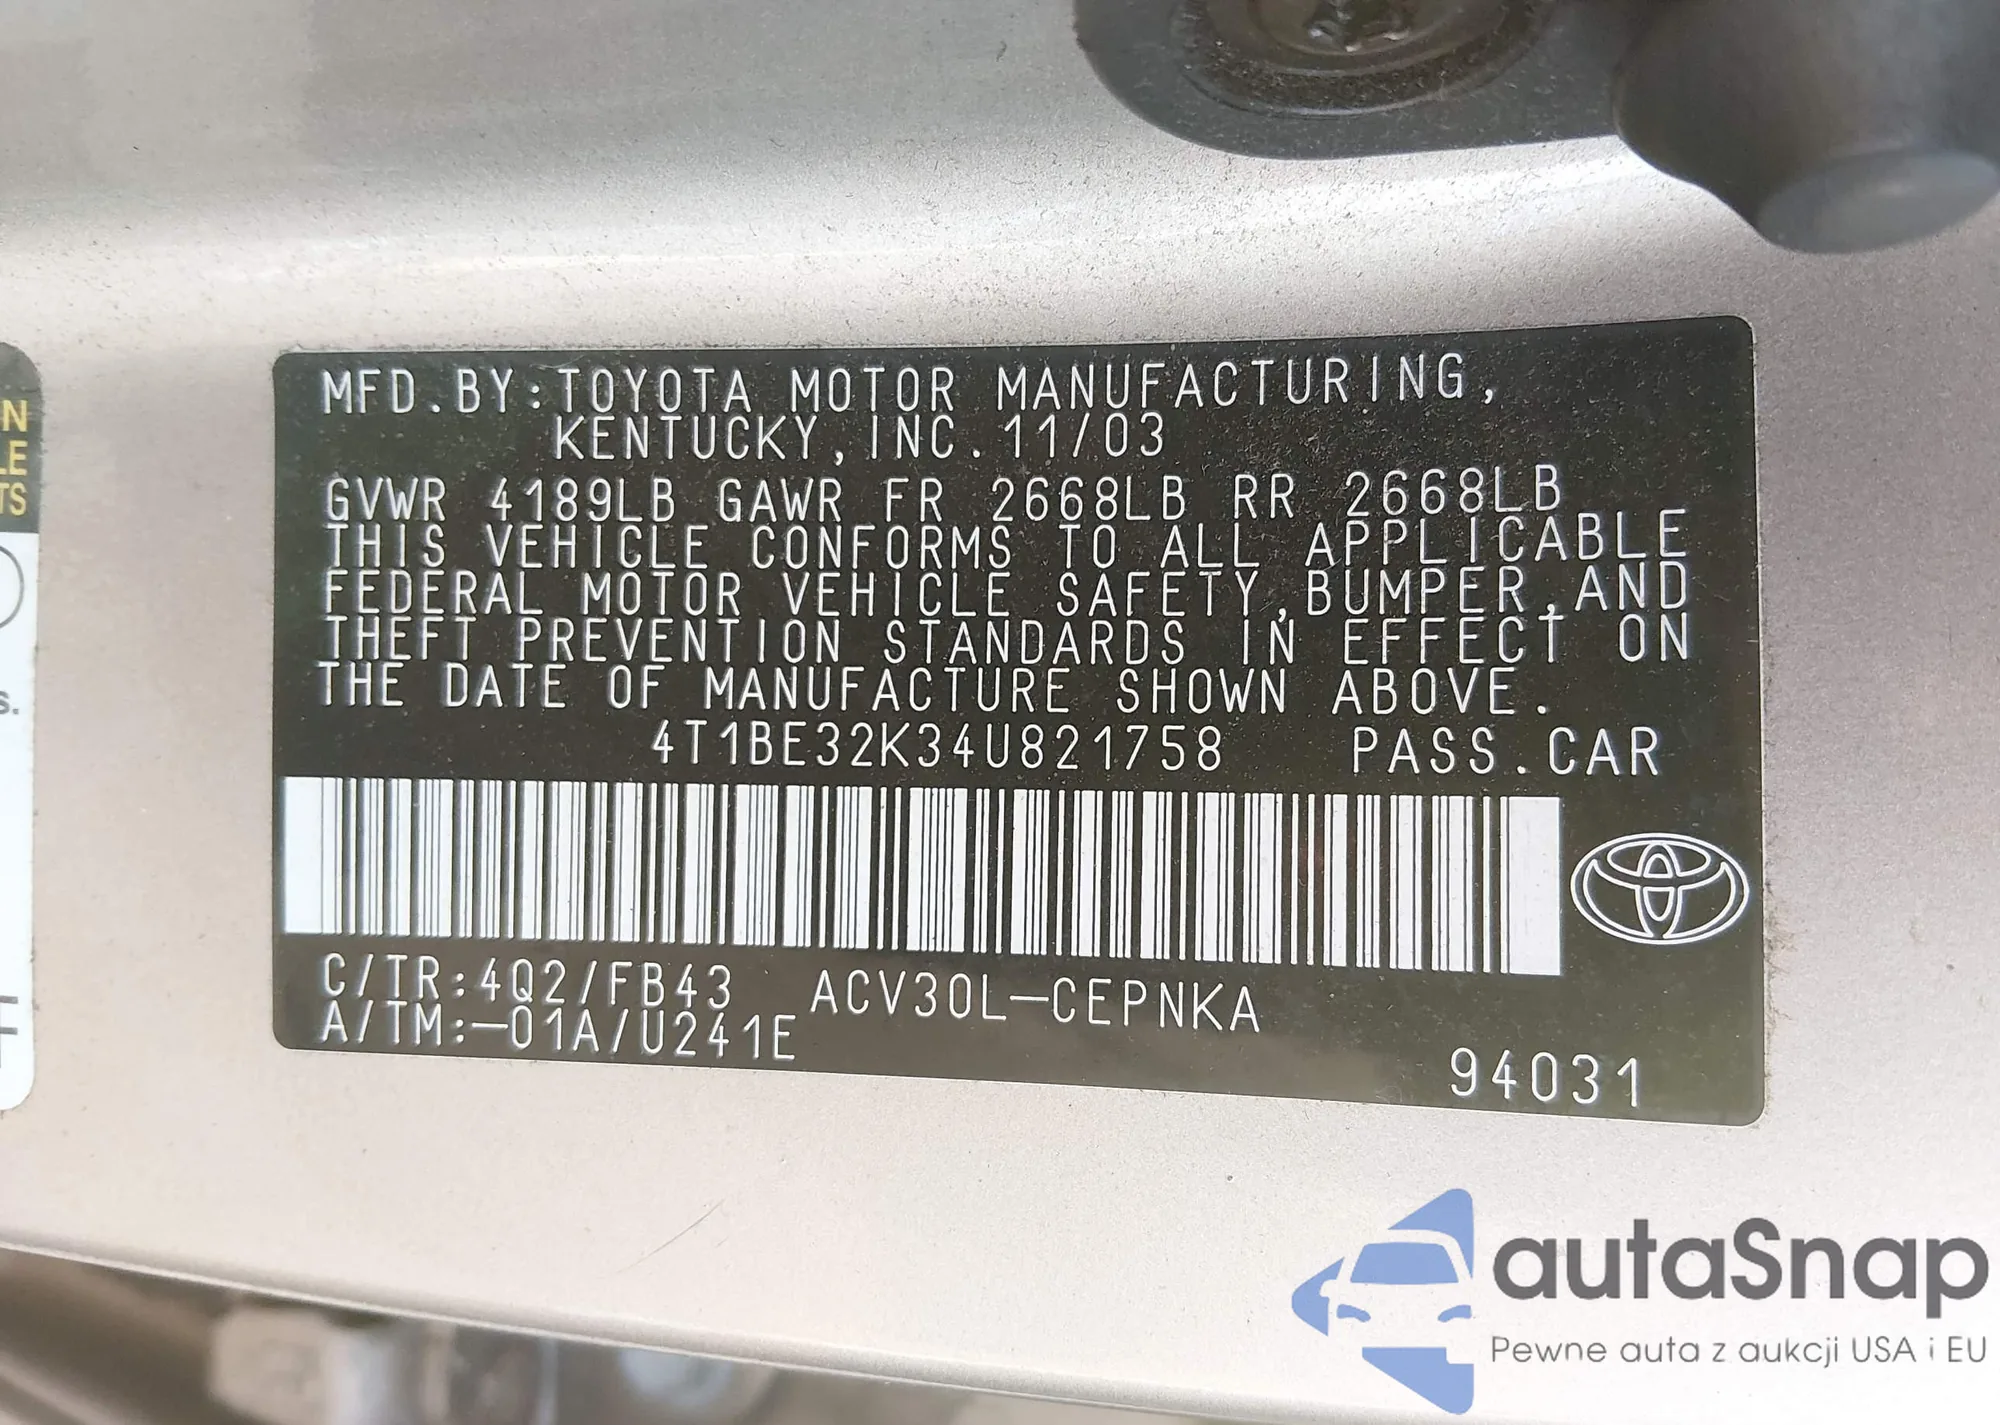 MFD.BY:TOYOTA MOTOR MANUFACTURING,
KENTUCKY,INC.11/03
GVWR 4189LB GAWR FR 2668LB RR 2668LB
THIS VEHICLE CONFORMS TO ALL APPLICABLE
FEDERAL MOTOR VEHICLE SAFETY,BUMPER,AND
THEFT PREVENTION STANDARDS IN EFFECT ON
THE DATE OF MANUFACTURE SHOWN ABOVE.
4T1BE32K34U821758 PASS.CAR
C/TR:4Q2/FB43 ACV30L-CEPNKA
A/TM:-01A/U241E
94031
autaSnap
Pewne auta z aukcji USA i EU